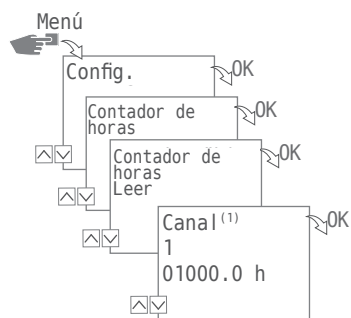 Menú
Config.
OK
Contador de
horas
OK
Contador de
horas
Leer
OK
Canal(1)
1
01000.0 h
OK